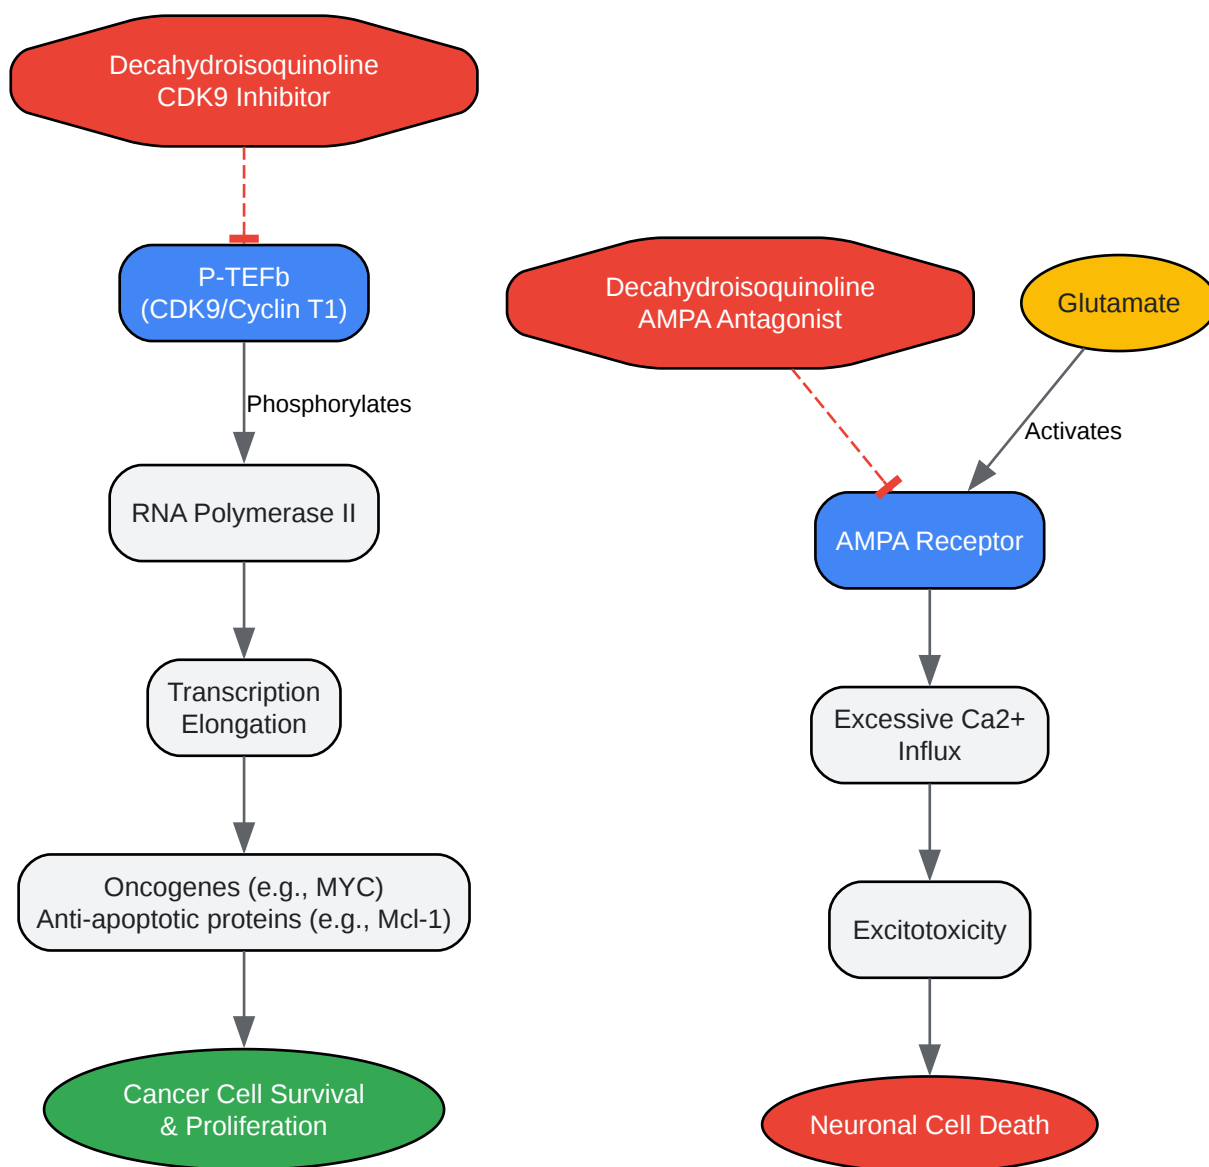 Decahydroisoquinoline
CDK9 Inhibitor
P-TEFb
(CDK9/Cyclin T1)
Phosphorylates
RNA Polymerase II
Transcription
Elongation
Oncogenes (e.g., MYC)
Anti-apoptotic proteins (e.g., Mcl-1)
Cancer Cell Survival
& Proliferation
Decahydroisoquinoline
AMPA Antagonist
Glutamate
Activates
AMPA Receptor
Excessive Ca2+
Influx
Excitotoxicity
Neuronal Cell Death